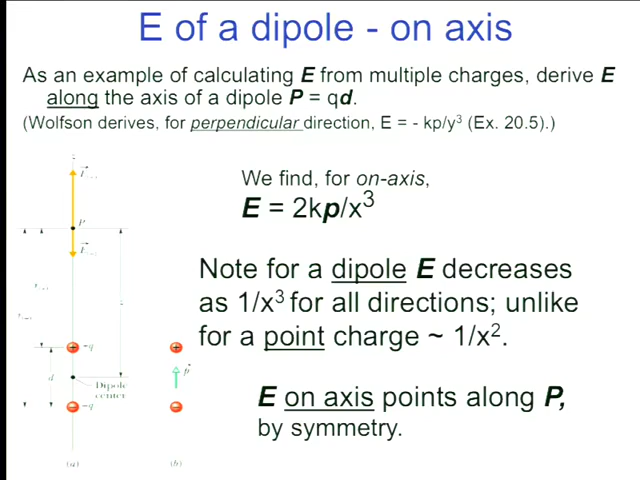 E of a dipole - on axis
As an example of calculating E from multiple charges, derive E
along the axis of a dipole P = qd.
(Wolfson derives, for perpendicular direction, E = - kp/y³ (Ex. 20.5).)
We find, for on-axis,
E = 2kp/x³
Note for a dipole E decreases
as 1/x³ for all directions; unlike
for a point charge ~ 1/x².
E on axis points along P,
by symmetry.
z
P
d
Dipole
center
p
(a)
(b)